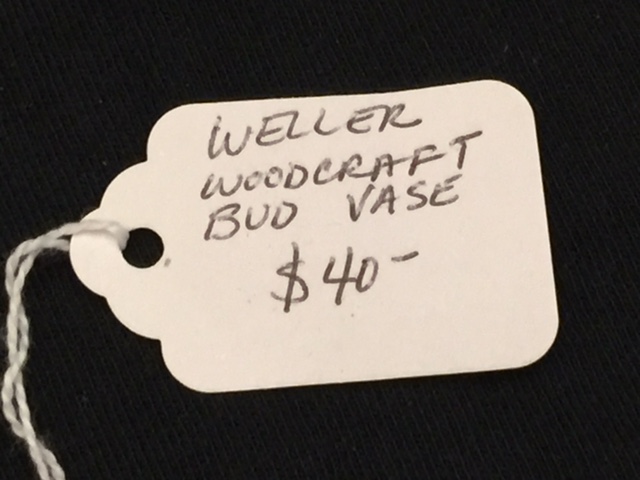 WELLER
WOODCRAFT
BUD VASE
$40-